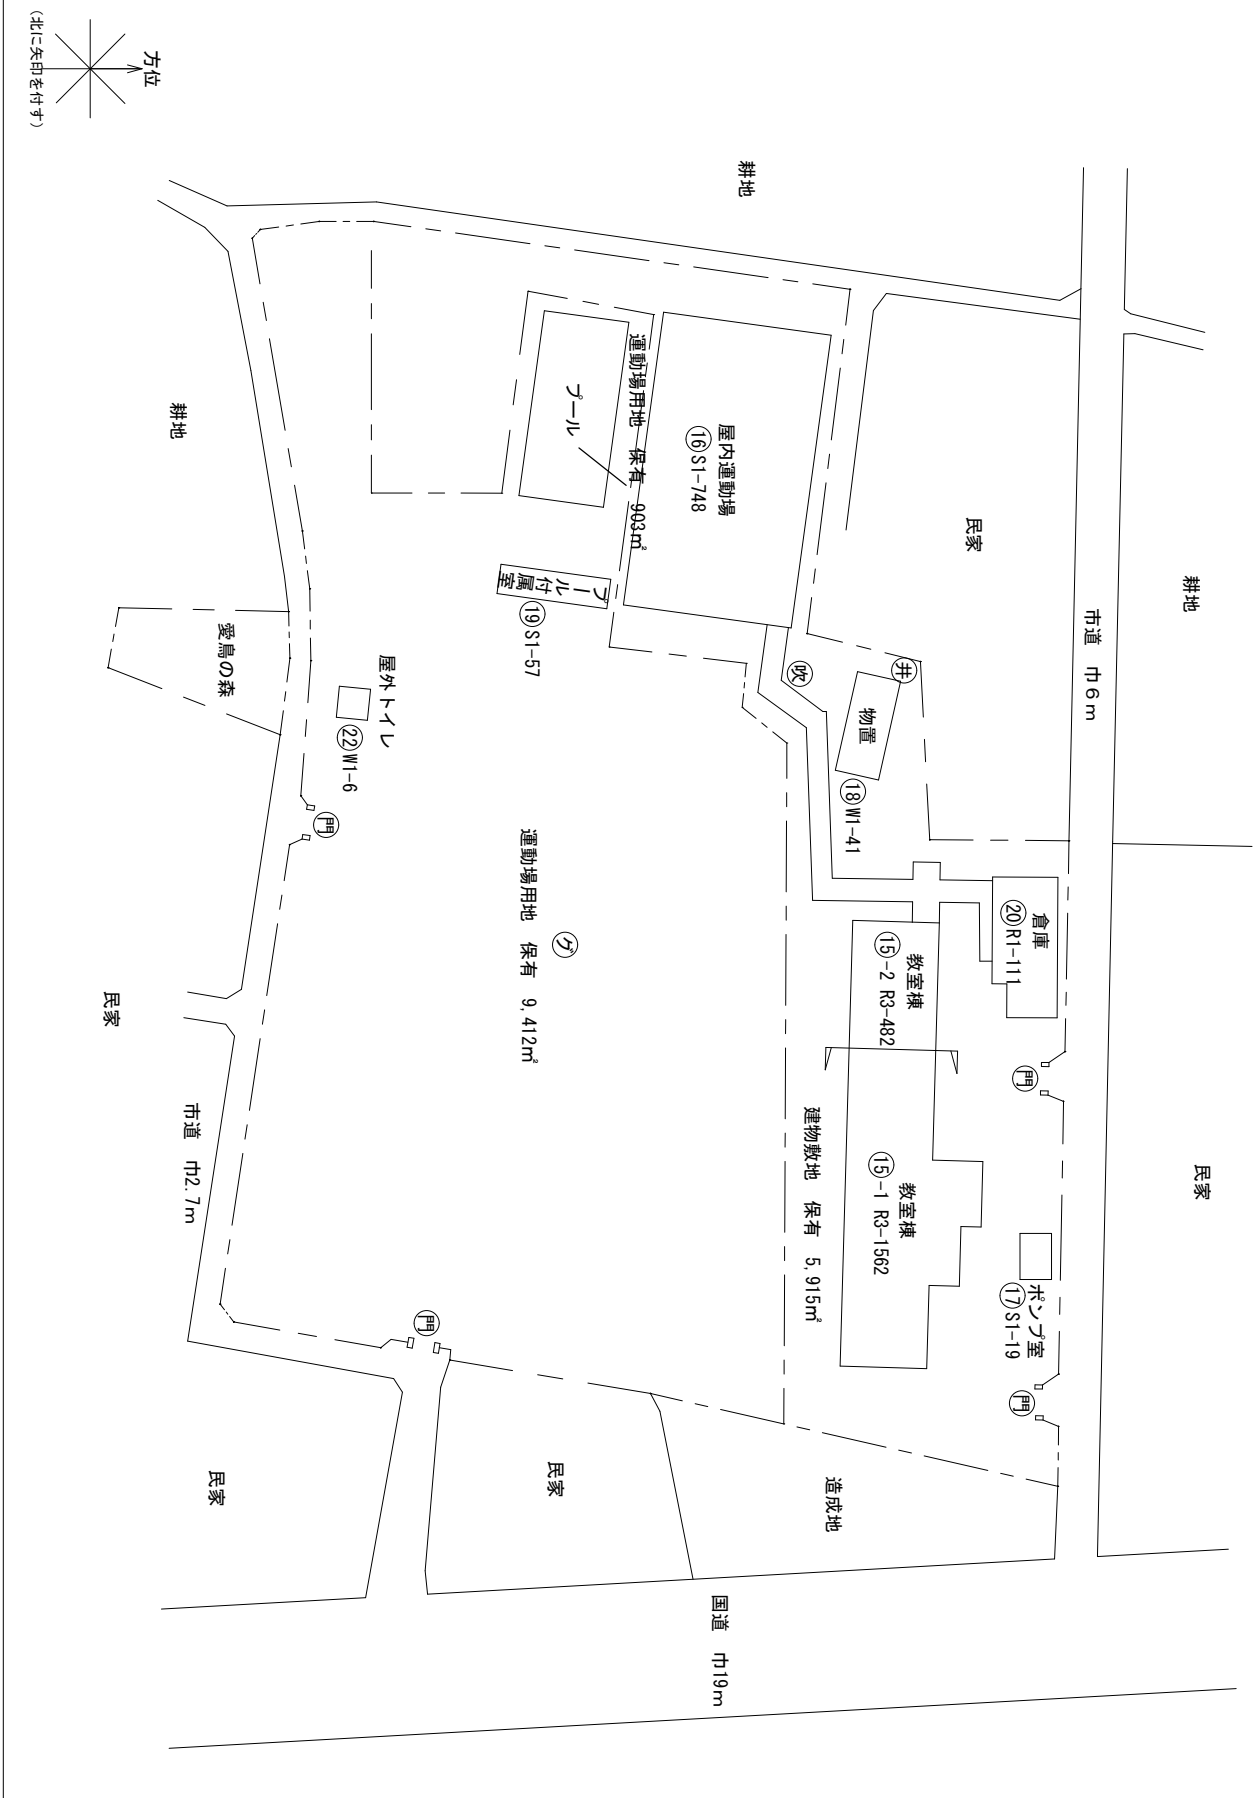 方位
(北に矢印を付す)
耕地
耕地
耕地
民家
市道 巾6m
運動場用地 保有 903㎡
プール
屋内運動場
⑯S1-748
プール付属室
⑲S1-57
吹
井
物置
⑱W1-41
愛鳥の森
屋外トイレ
㉒W1-6
門
グ
運動場用地 保有 9,412㎡
倉庫
⑳R1-111
教室棟
⑮-2 R3-482
門
教室棟
⑮-1 R3-1562
建物敷地 保有 5,915㎡
ポンプ室
⑰S1-19
門
民家
民家
市道 巾2.7m
門
民家
民家
造成地
国道 巾19m